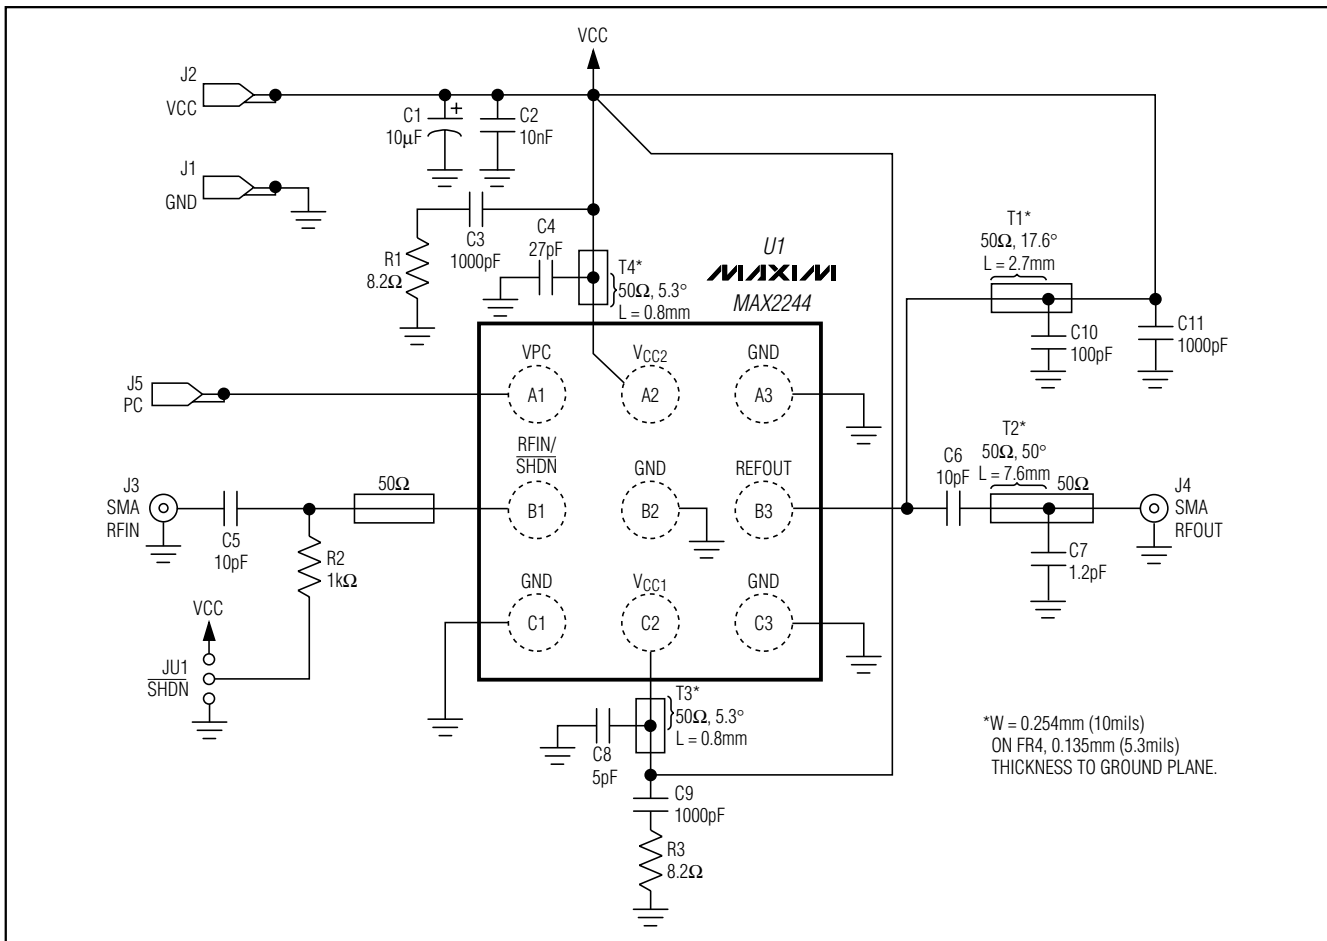 VCC
J2
VCC
C1
10µF
+
C2
10nF
J1
GND
C3
1000pF
R1
8.2Ω
C4
27pF
T4*
50Ω, 5.3°
L = 0.8mm
U1
MAXIM
MAX2244
T1*
50Ω, 17.6°
L = 2.7mm
C10
100pF
C11
1000pF
VPC
A1
VCC2
A2
GND
A3
J5
PC
RFIN/
SHDN
B1
GND
B2
REFOUT
B3
J3
SMA
RFIN
C5
10pF
50Ω
R2
1kΩ
C6
10pF
T2*
50Ω, 50°
L = 7.6mm
50Ω
J4
SMA
RFOUT
C7
1.2pF
GND
C1
VCC1
C2
GND
C3
VCC
JU1
SHDN
T3*
50Ω, 5.3°
L = 0.8mm
C8
5pF
C9
1000pF
R3
8.2Ω
*W = 0.254mm (10mils)
ON FR4, 0.135mm (5.3mils)
THICKNESS TO GROUND PLANE.